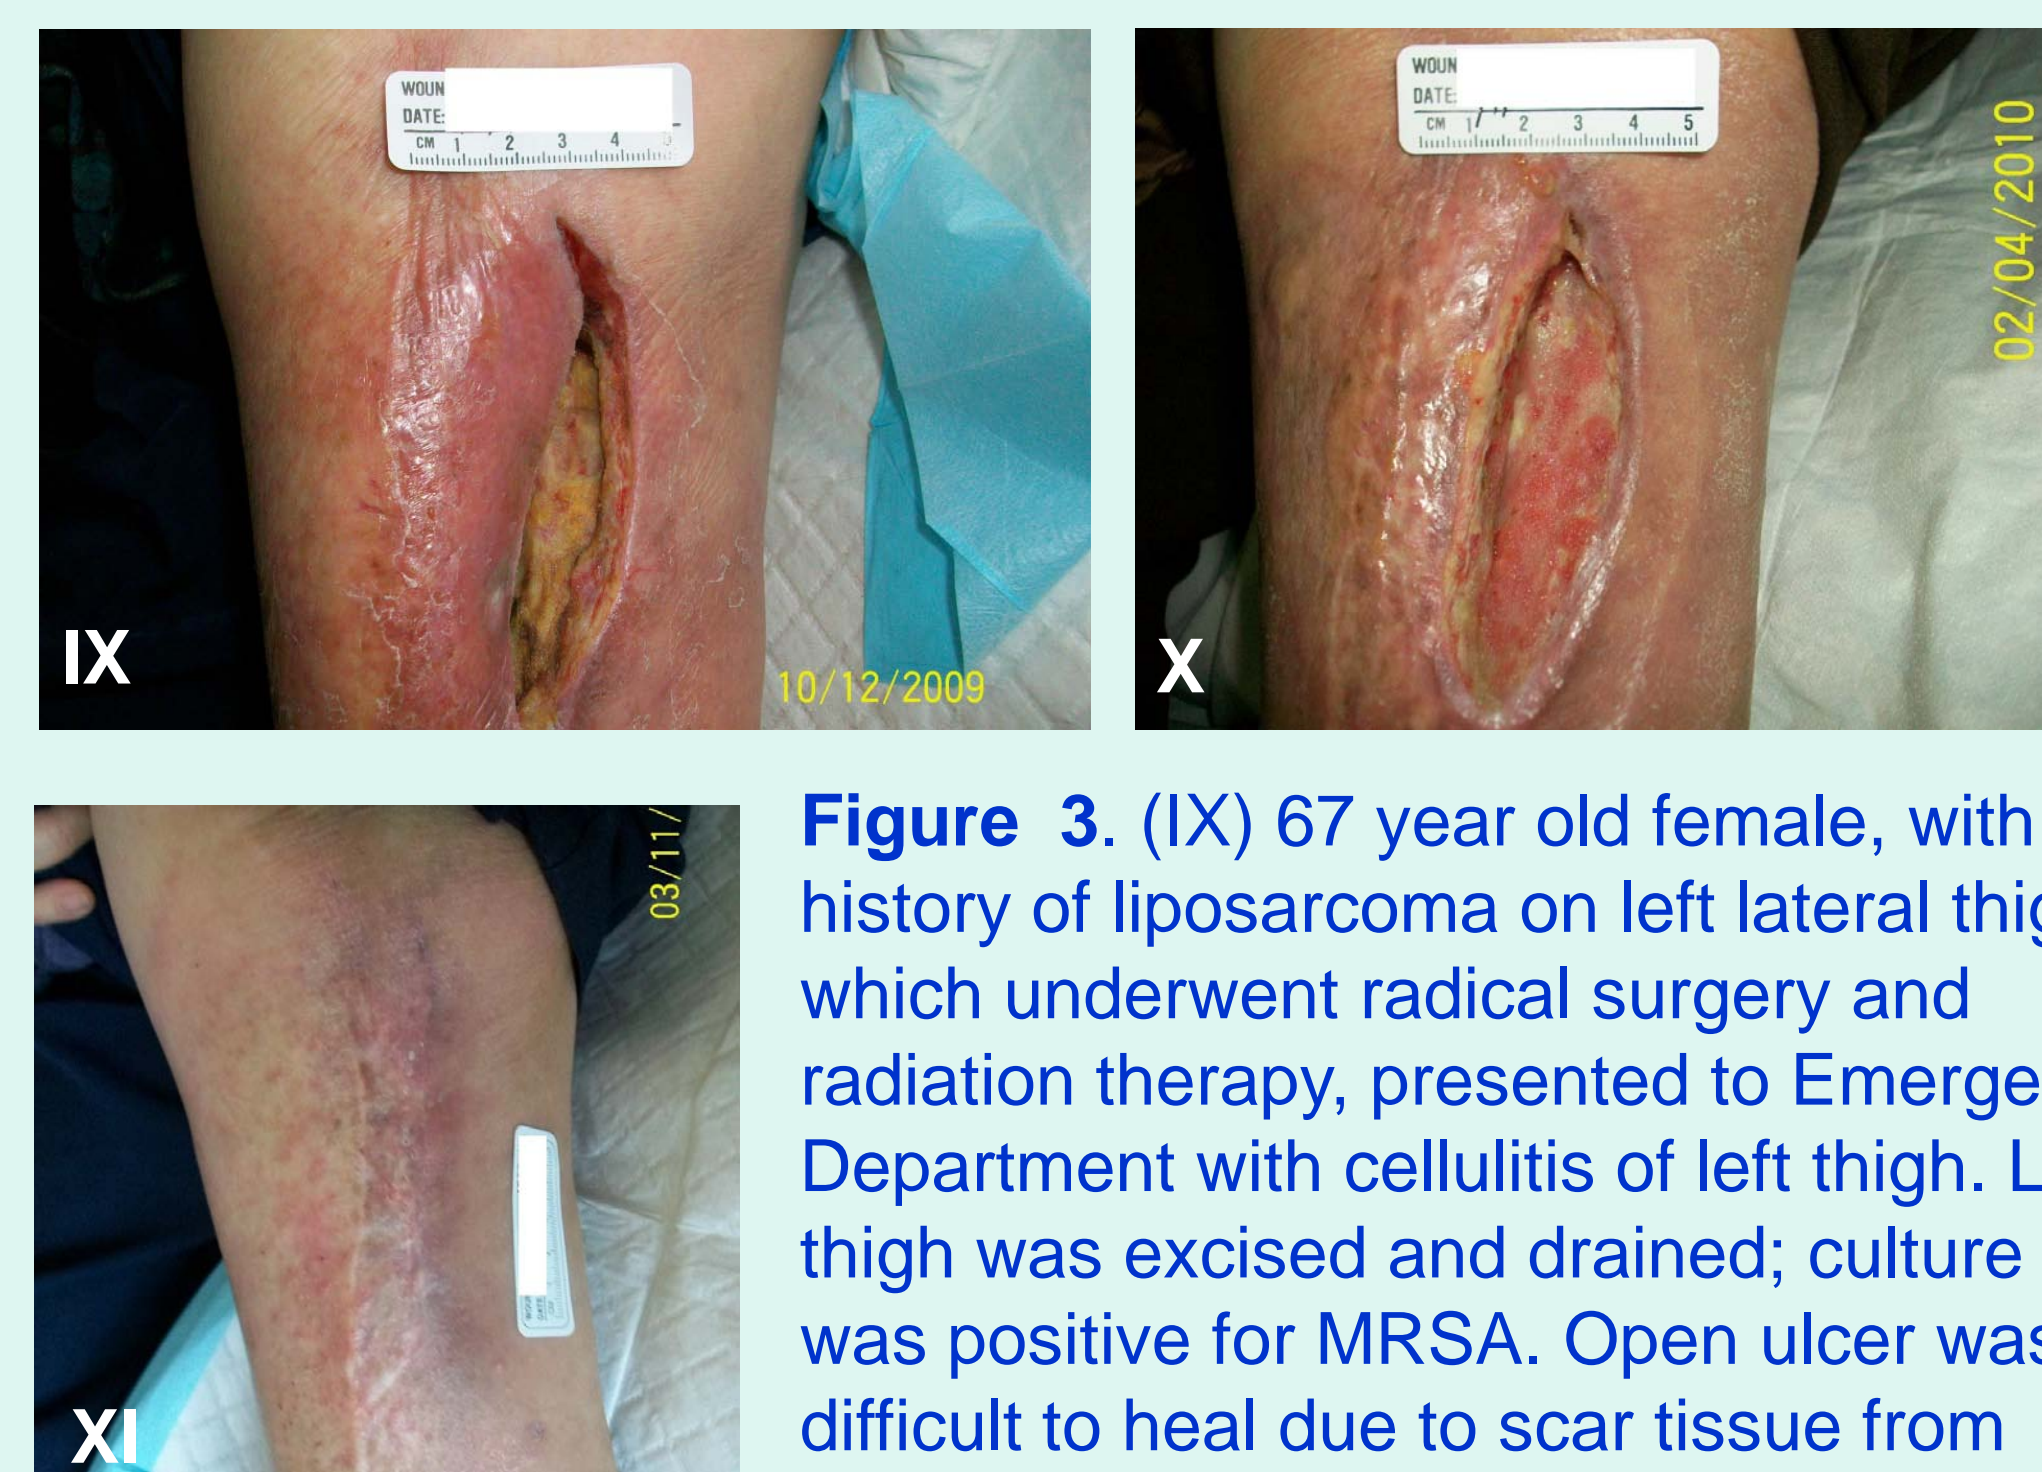 WOUN
DATE:
CM 1 2 3 4 5
IX
10/12/2009
WOUN
DATE:
CM 1 2 3 4 5
X
02/04/2010
03/11/
XI
Figure 3. (IX) 67 year old female, with
history of liposarcoma on left lateral thig
which underwent radical surgery and
radiation therapy, presented to Emerge
Department with cellulitis of left thigh. L
thigh was excised and drained; culture
was positive for MRSA. Open ulcer was
difficult to heal due to scar tissue from